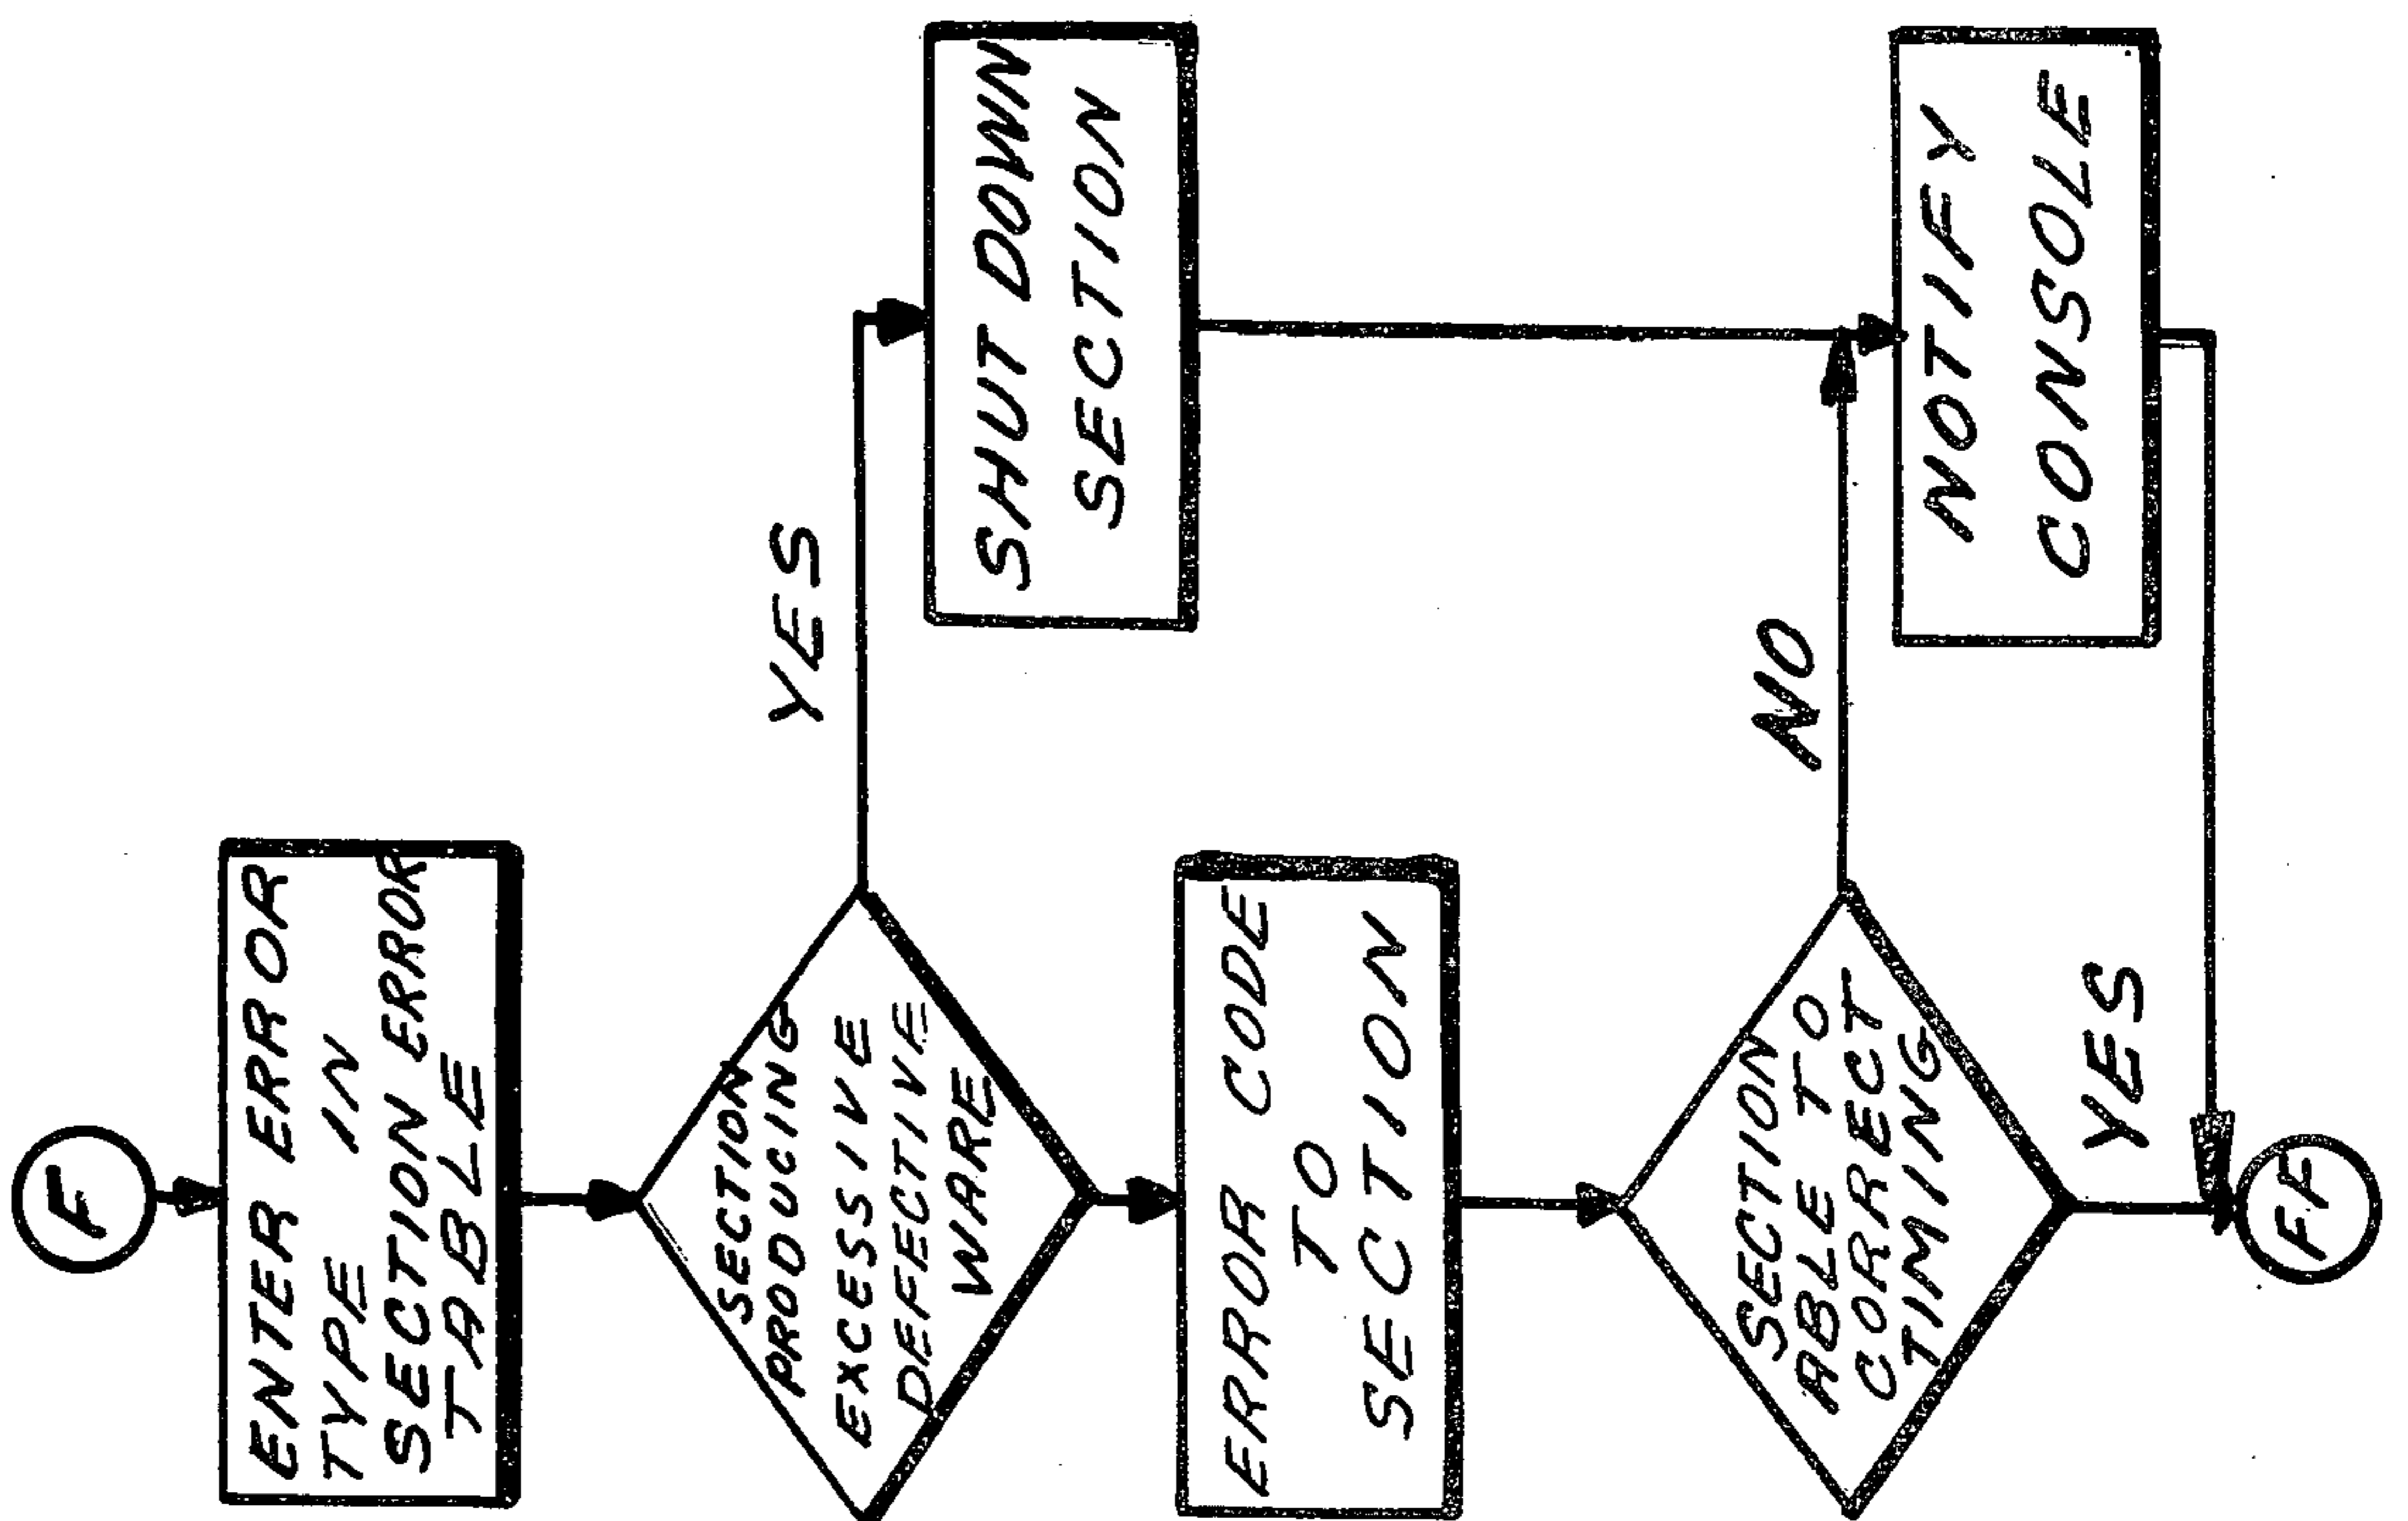 F
ENTER ERROR
TYPE IN
SECTION ERROR
TABLE
SECTION
PRODUCING
EXCESSIVE
DEFECTIVE
WARE
YES
SHUT DOWN
SECTION
ERROR CODE
TO
SECTION
SECTION
ABLE TO
CORRECT
TIMING
NO
NOTIFY
CONSOLE
YES
FF